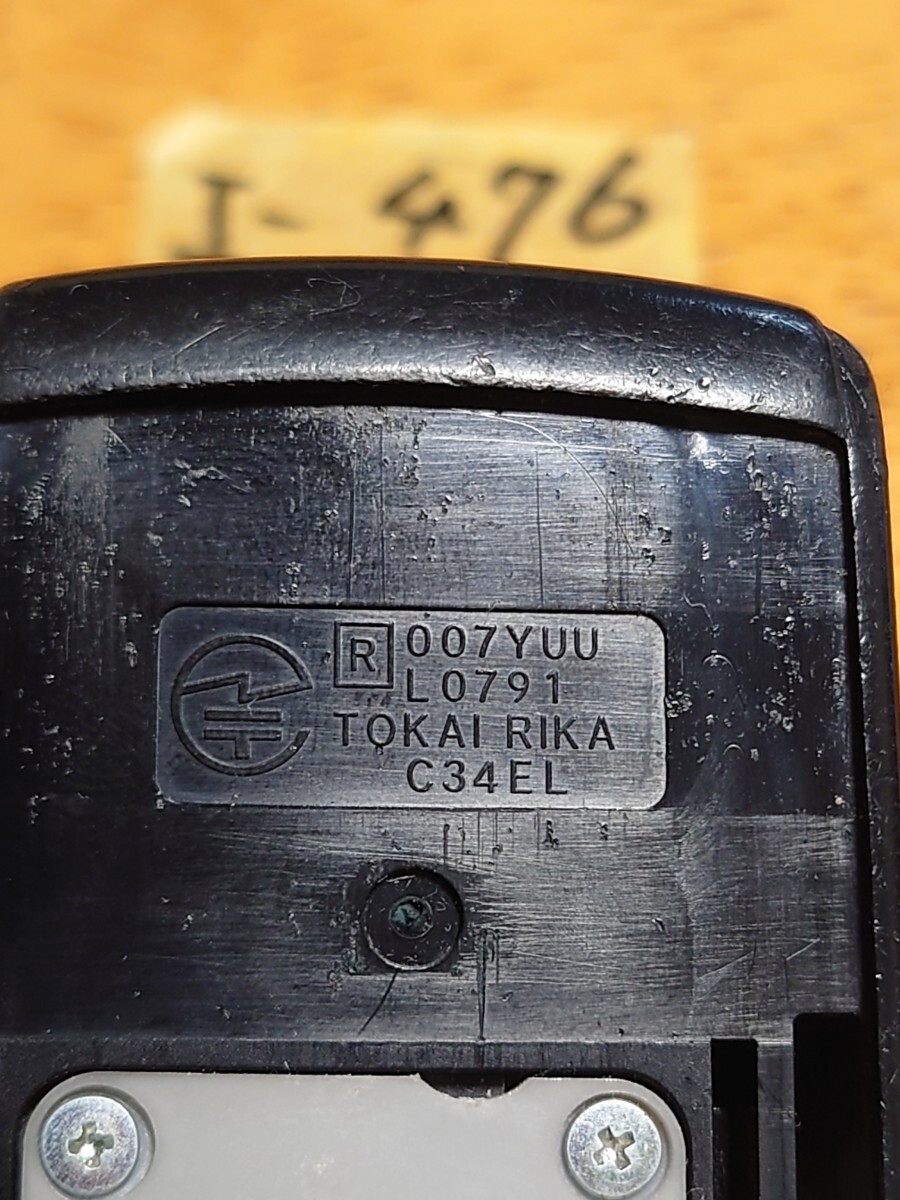 J-476
R 007YUU
L0791
TOKAI RIKA
C34EL